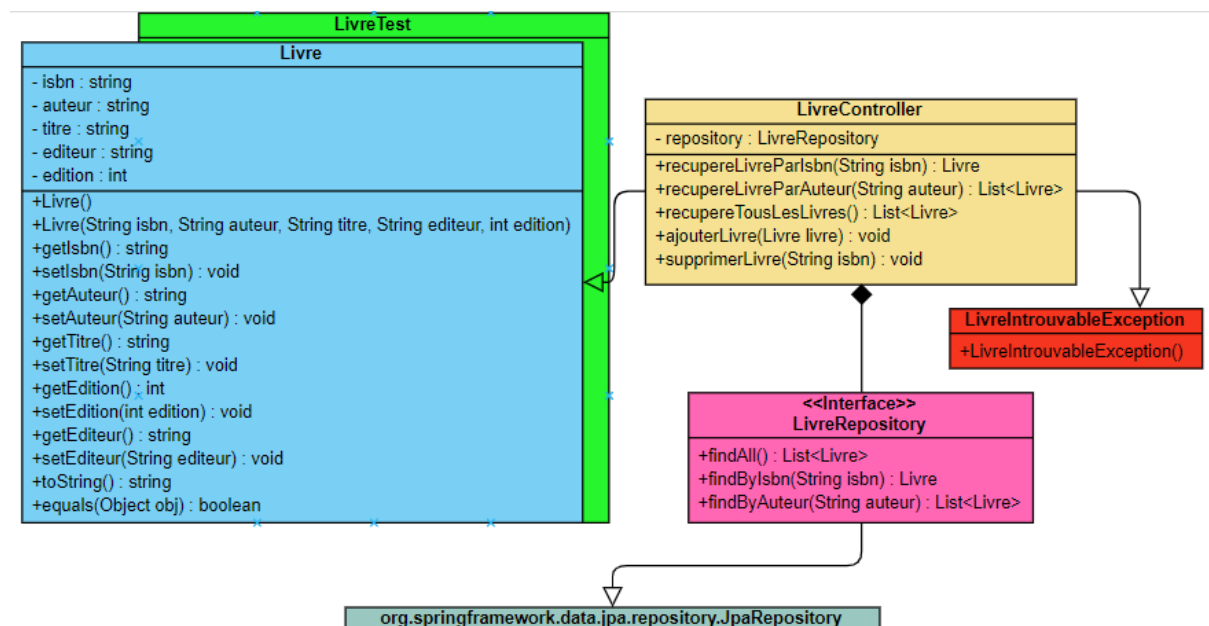 LivreTest
Livre
- isbn : string
- auteur : string
- titre : string
- editeur : string
- edition : int
+Livre()
+Livre(String isbn, String auteur, String titre, String editeur, int edition)
+getIsbn() : string
+setIsbn(String isbn) : void
+getAuteur() : string
+setAuteur(String auteur) : void
+getTitre() : string
+setTitre(String titre) : void
+getEdition() : int
+setEdition(int edition) : void
+getEditeur() : string
+setEditeur(String editeur) : void
+toString() : string
+equals(Object obj) : boolean
LivreController
- repository : LivreRepository
+recupereLivreParIsbn(String isbn) : Livre
+recupereLivreParAuteur(String auteur) : List<Livre>
+recupereTousLesLivres() : List<Livre>
+ajouterLivre(Livre livre) : void
+supprimerLivre(String isbn) : void
LivreIntrouvableException
+LivreIntrouvableException()
<<Interface>>
LivreRepository
+findAll() : List<Livre>
+findByIsbn(String isbn) : Livre
+findByAuteur(String auteur) : List<Livre>
org.springframework.data.jpa.repository.JpaRepository